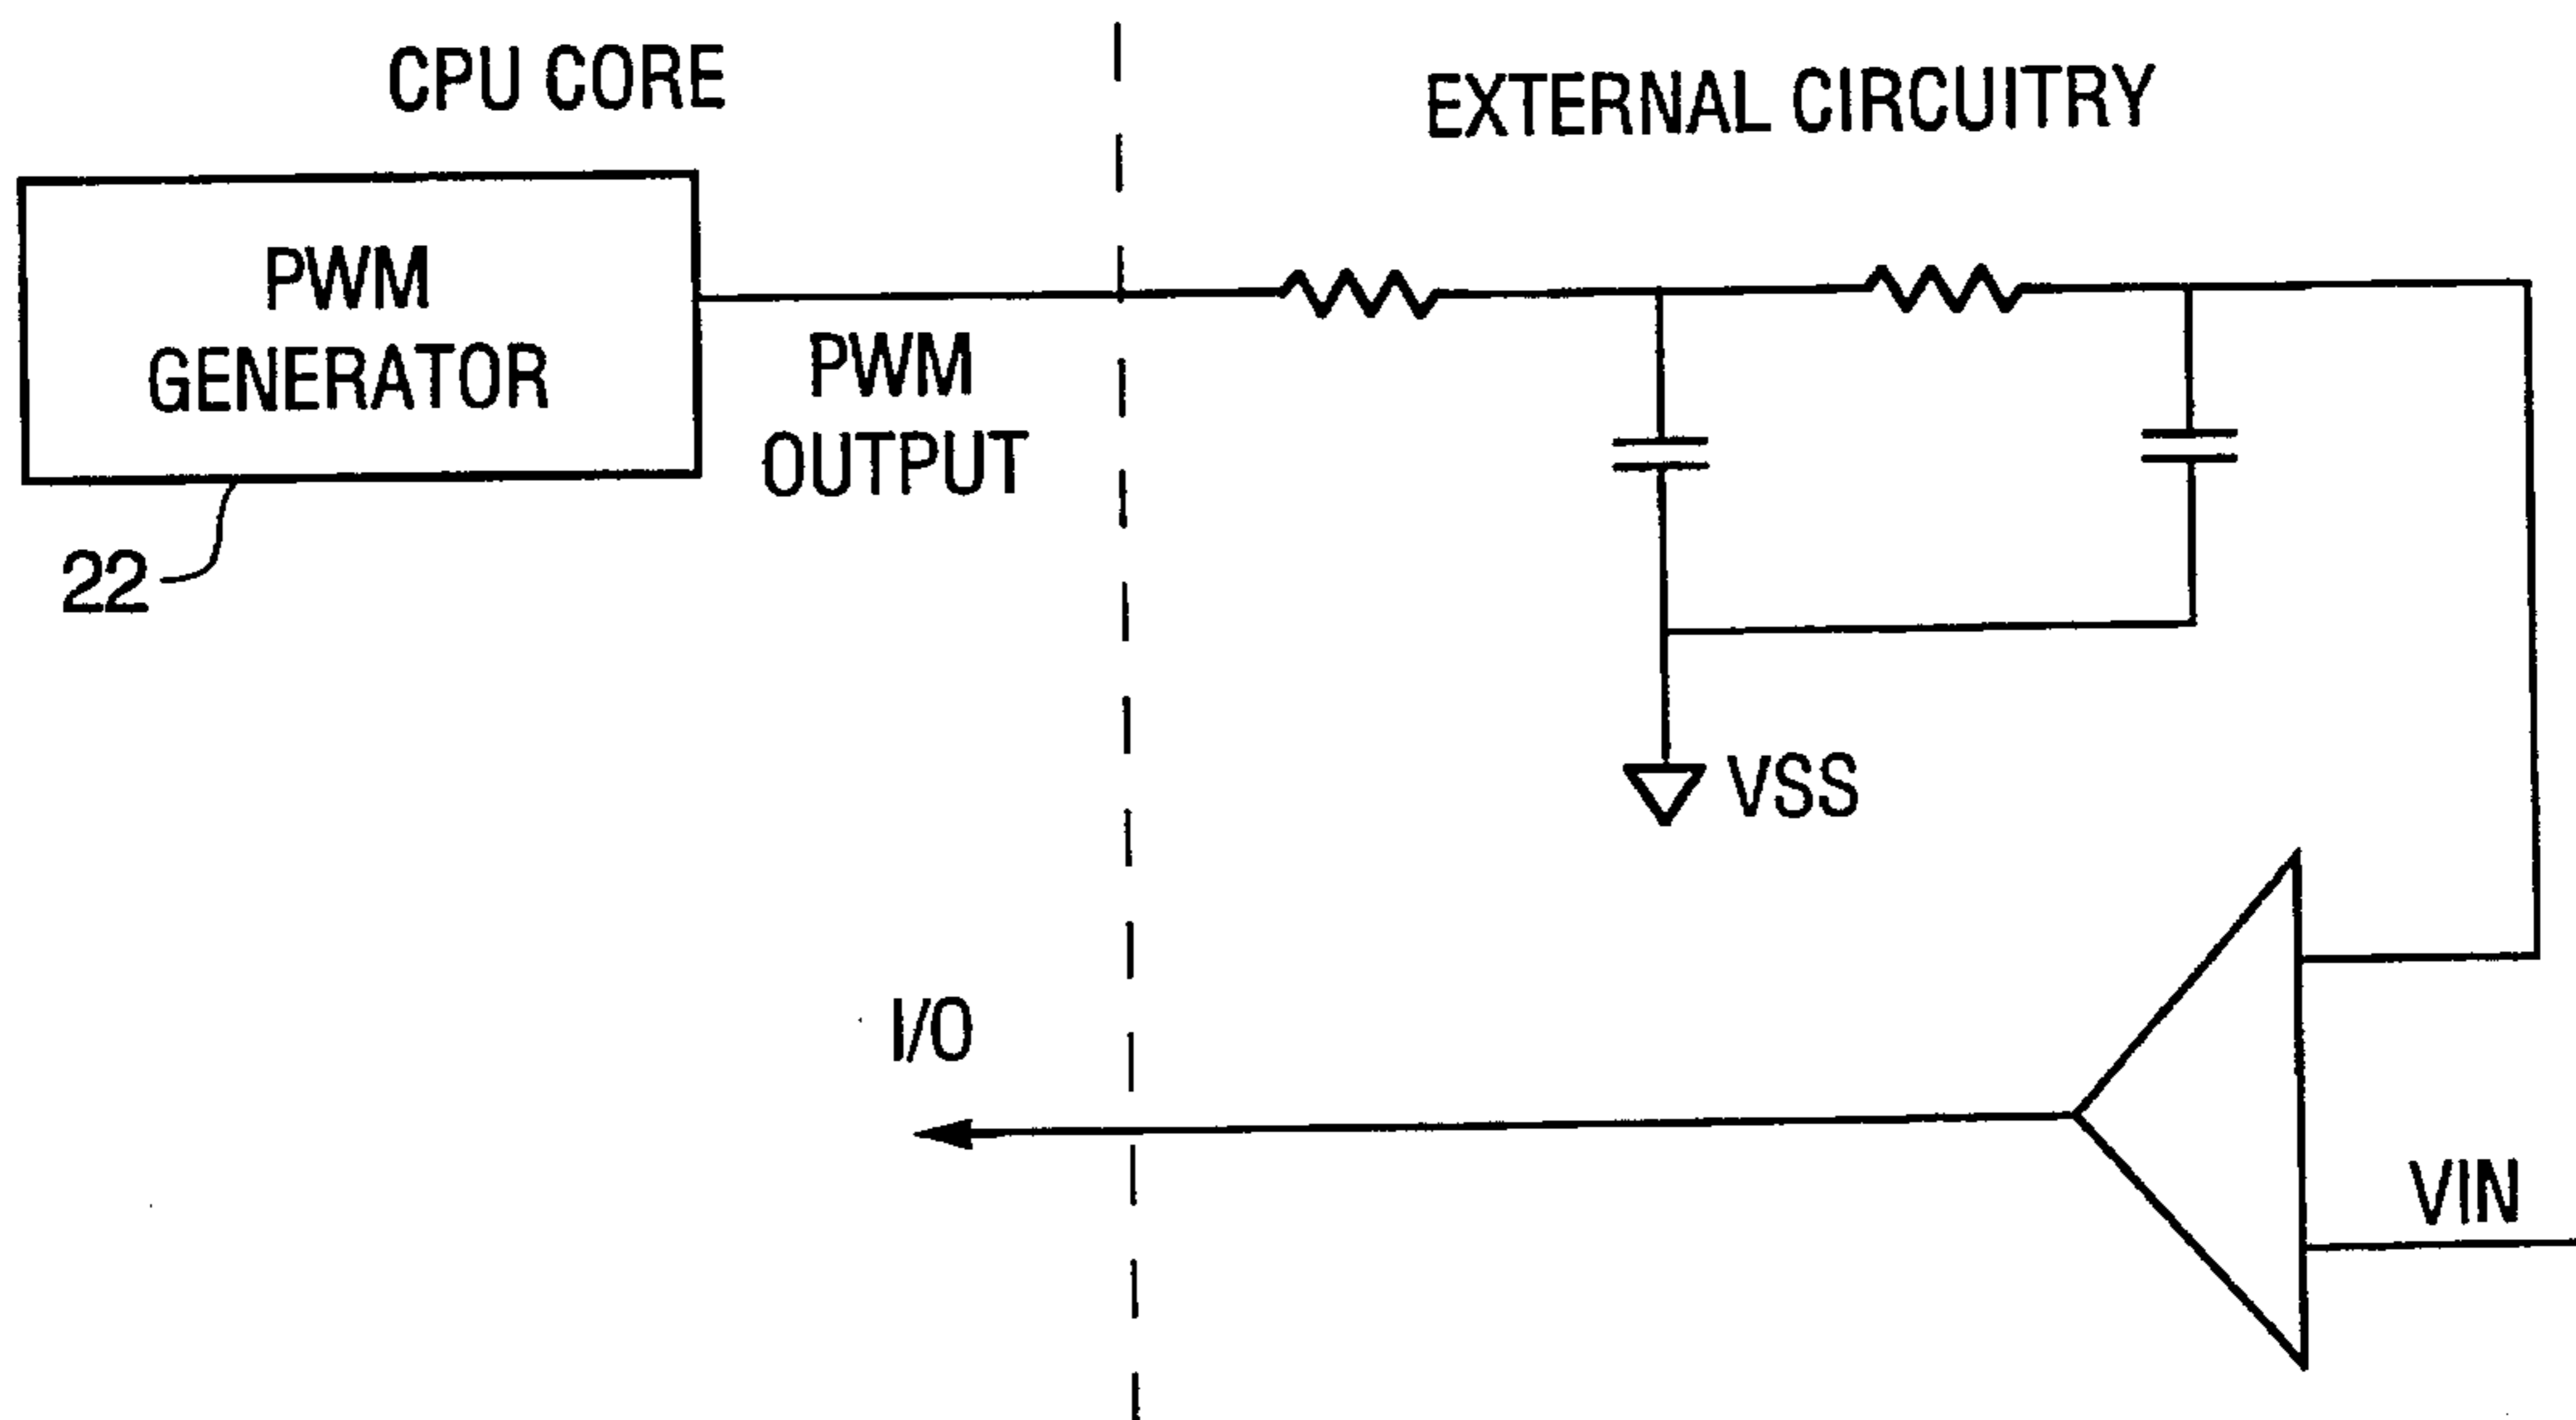 CPU CORE
EXTERNAL CIRCUITRY
PWM
GENERATOR
PWM
OUTPUT
22
VSS
I/O
VIN